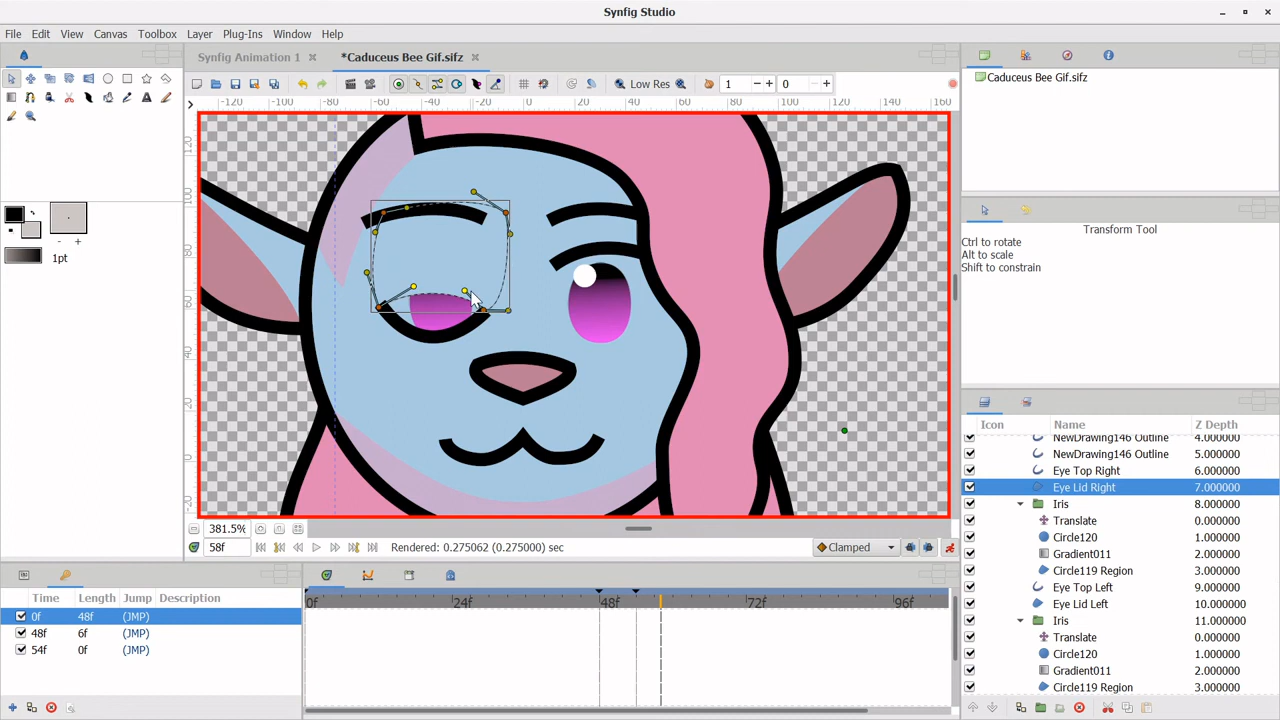 Synfig Studio
File Edit View Canvas Toolbox Layer Plug-Ins Window Help
Synfig Animation 1 *Caduceus Bee Gif.sifz
Low Res 1 0
-120 -100 -80 -60 -40 -20 0 20 40 60 80 100 120 140 160
Caduceus Bee Gif.sifz
Transform Tool
Ctrl to rotate
Alt to scale
Shift to constrain
1pt
Icon Name Z Depth
NewDrawing146 Outline 4.000000
NewDrawing146 Outline 5.000000
Eye Top Right 6.000000
Eye Lid Right 7.000000
Iris 8.000000
Translate 0.000000
Circle120 1.000000
Gradient011 2.000000
Circle119 Region 3.000000
Eye Top Left 9.000000
Eye Lid Left 10.000000
Iris 11.000000
Translate 0.000000
Circle120 1.000000
Gradient011 2.000000
Circle119 Region 3.000000
381.5%
58f Rendered: 0.275062 (0.275000) sec Clamped
Time Length Jump Description
0f 48f (JMP)
48f 6f (JMP)
54f 0f (JMP)
0f 24f 48f 72f 96f